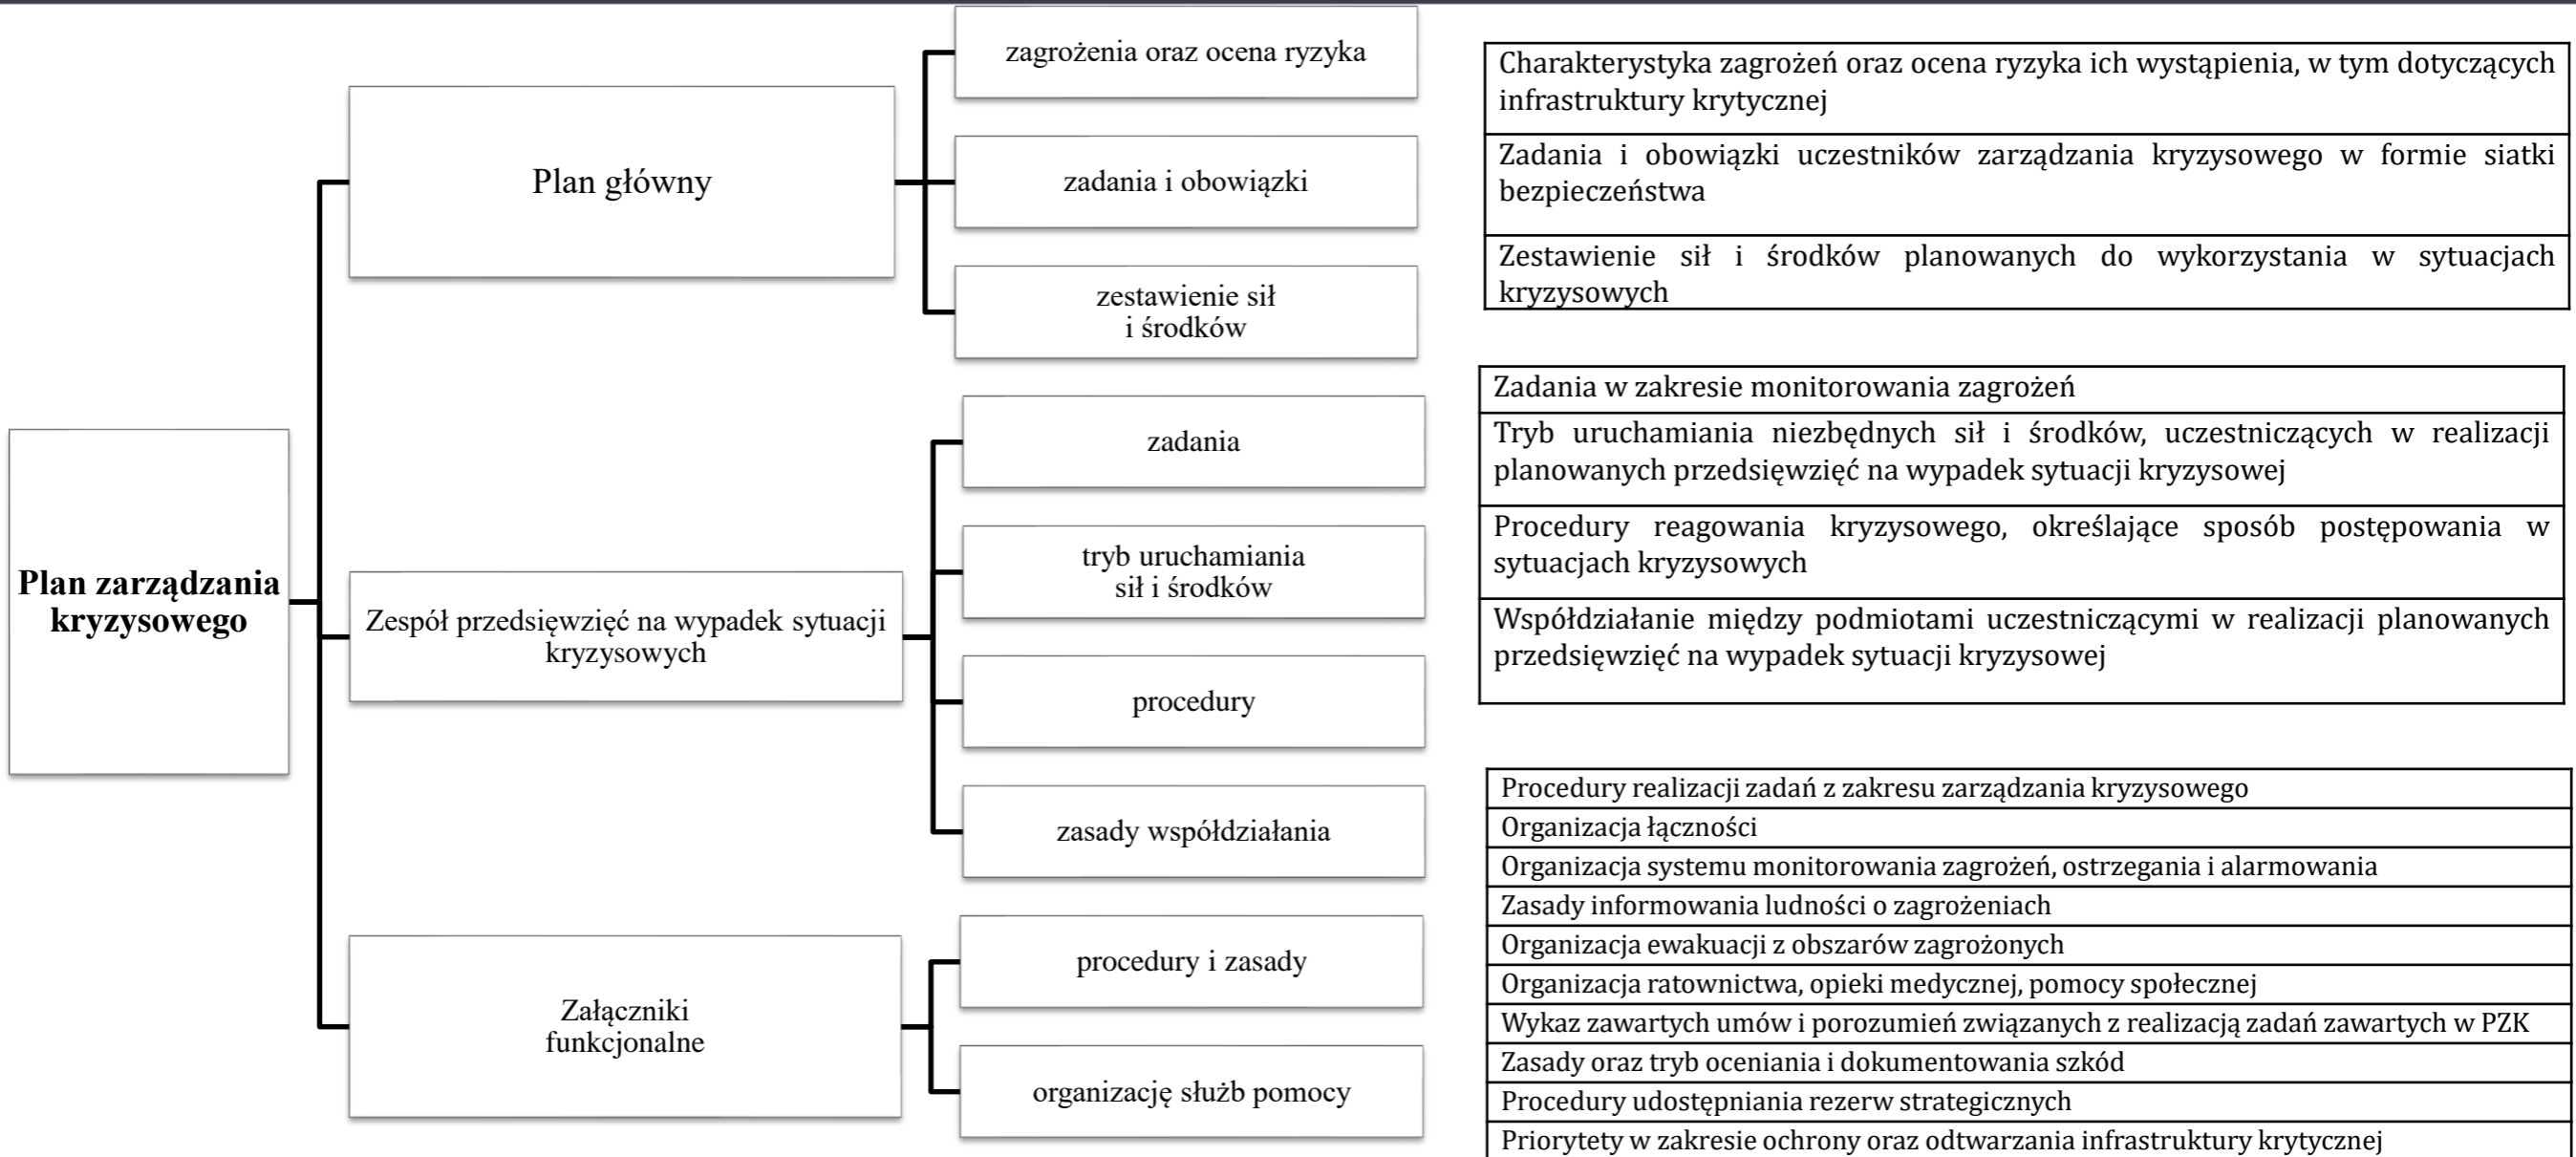 Plan zarządzania
kryzysowego
Plan główny
zagrożenia oraz ocena ryzyka
zadania i obowiązki
zestawienie sił
i środków
Charakterystyka zagrożeń oraz ocena ryzyka ich wystąpienia, w tym dotyczących
infrastruktury krytycznej
Zadania i obowiązki uczestników zarządzania kryzysowego w formie siatki
bezpieczeństwa
Zestawienie sił i środków planowanych do wykorzystania w sytuacjach
kryzysowych
Zespół przedsięwzięć na wypadek sytuacji
kryzysowych
zadania
tryb uruchamiania
sił i środków
procedury
zasady współdziałania
Zadania w zakresie monitorowania zagrożeń
Tryb uruchamiania niezbędnych sił i środków, uczestniczących w realizacji
planowanych przedsięwzięć na wypadek sytuacji kryzysowej
Procedury reagowania kryzysowego, określające sposób postępowania w
sytuacjach kryzysowych
Współdziałanie między podmiotami uczestniczącymi w realizacji planowanych
przedsięwzięć na wypadek sytuacji kryzysowej
Załączniki
funkcjonalne
procedury i zasady
organizację służb pomocy
Procedury realizacji zadań z zakresu zarządzania kryzysowego
Organizacja łączności
Organizacja systemu monitorowania zagrożeń, ostrzegania i alarmowania
Zasady informowania ludności o zagrożeniach
Organizacja ewakuacji z obszarów zagrożonych
Organizacja ratownictwa, opieki medycznej, pomocy społecznej
Wykaz zawartych umów i porozumień związanych z realizacją zadań zawartych w PZK
Zasady oraz tryb oceniania i dokumentowania szkód
Procedury udostępniania rezerw strategicznych
Priorytety w zakresie ochrony oraz odtwarzania infrastruktury krytycznej